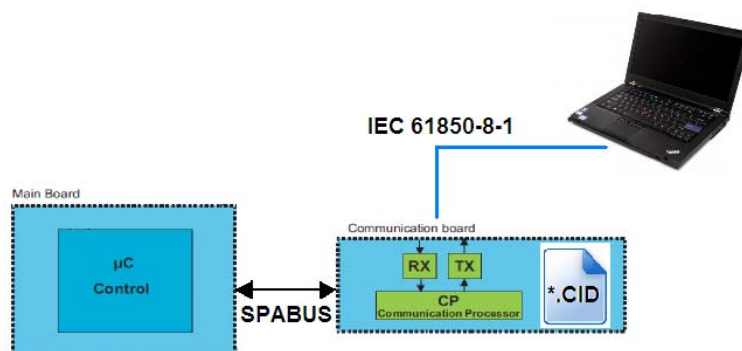 IEC 61850-8-1
Main Board
Communication board
µC
Control
RX
TX
*.CID
SPABUS
CP
Communication Processor